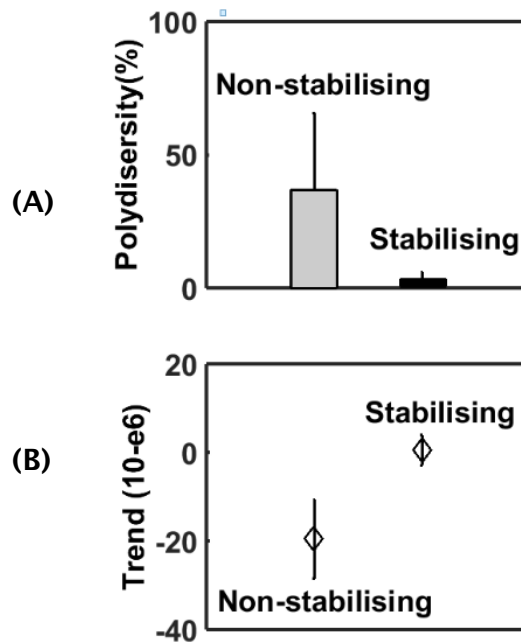 (A)
Polydisersity(%)
100
50
0
Non-stabilising
Stabilising
(B)
Trend (10-e6)
20
0
-20
-40
Stabilising
Non-stabilising